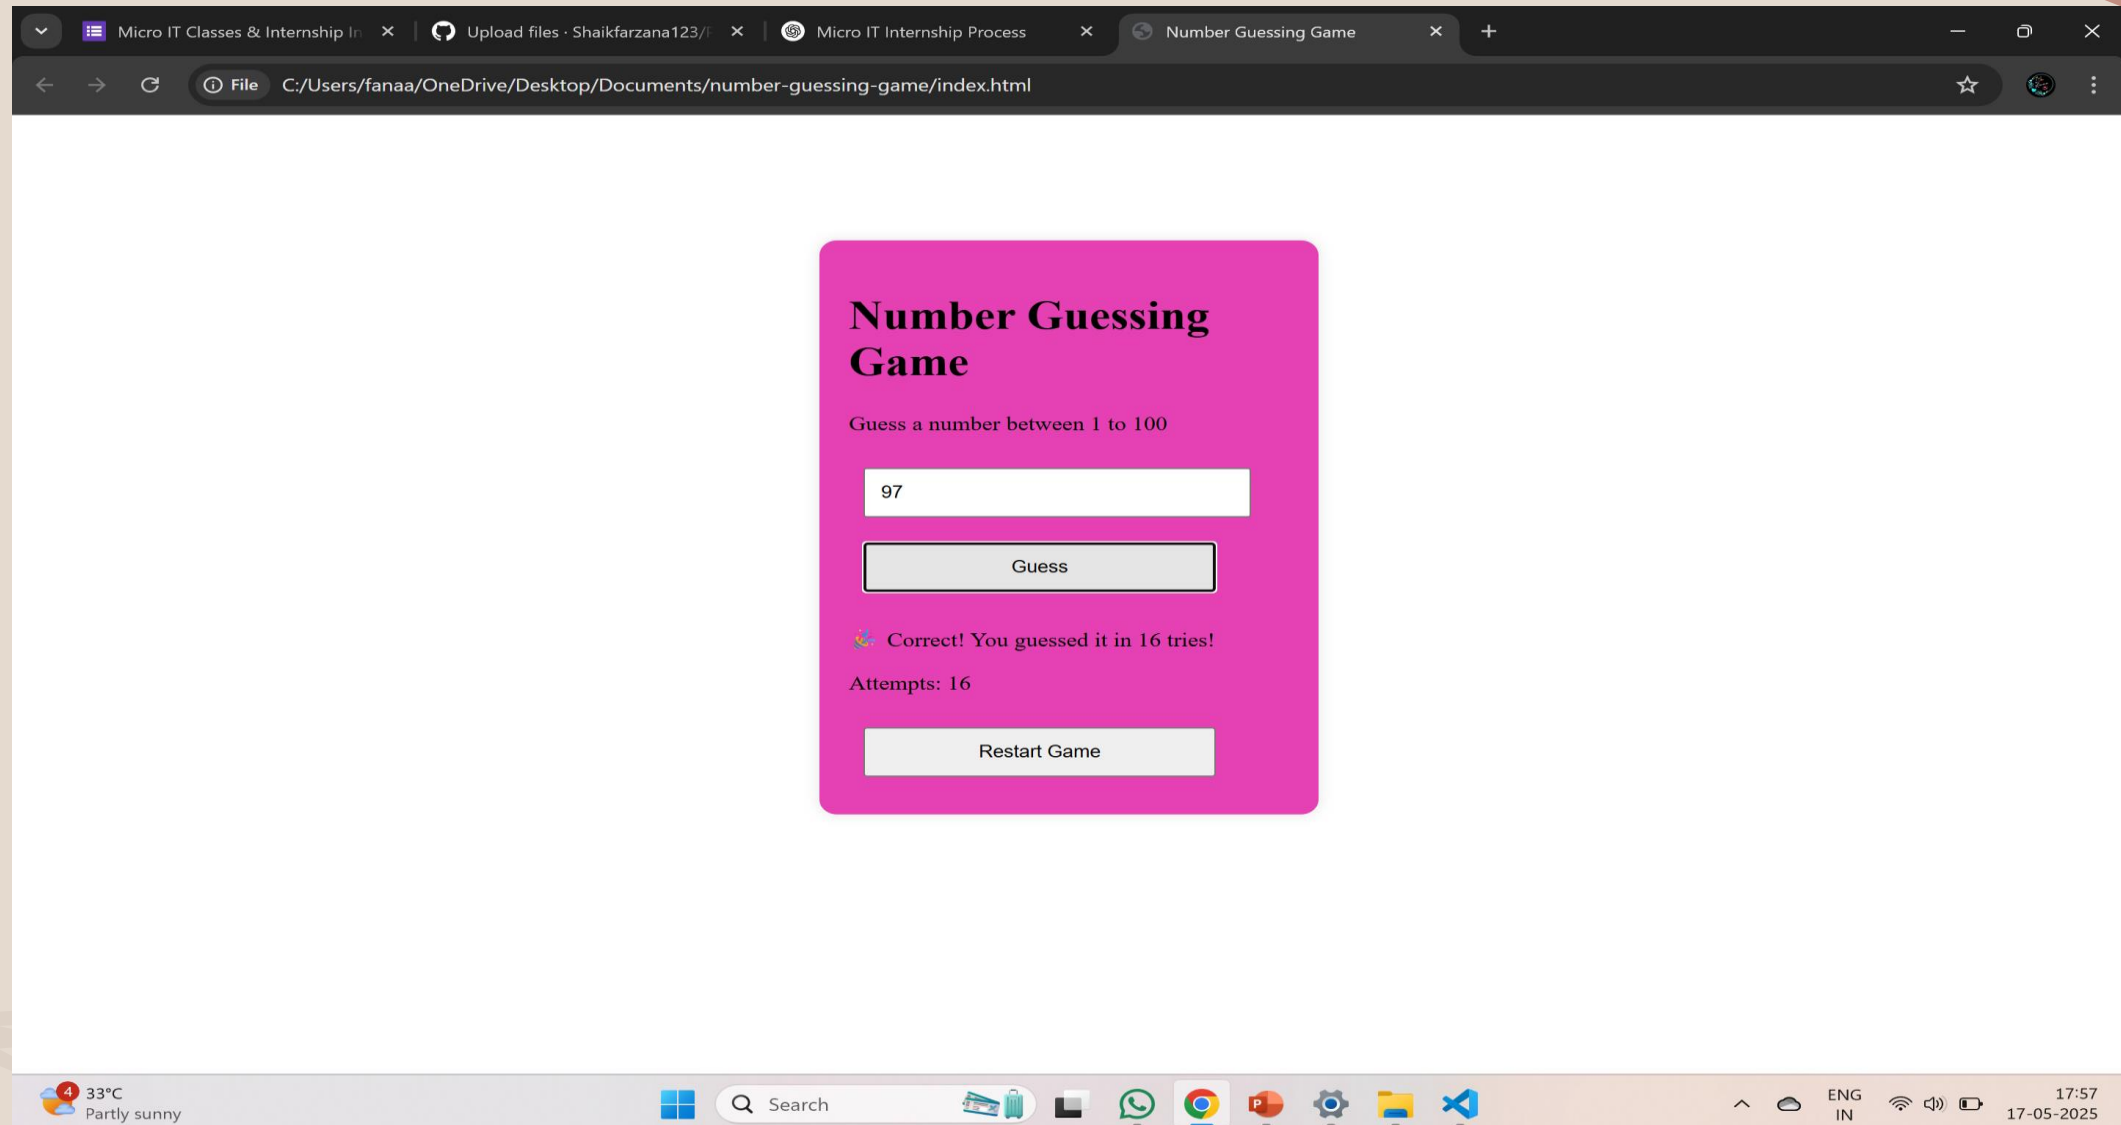 Micro IT Classes & Internship In
Upload files · Shaikfarzana123/
Micro IT Internship Process
Number Guessing Game
File
C:/Users/fanaa/OneDrive/Desktop/Documents/number-guessing-game/index.html
Number Guessing
Game
Guess a number between 1 to 100
97
Guess
🎉 Correct! You guessed it in 16 tries!
Attempts: 16
Restart Game
4
33°C
Partly sunny
Search
P
ENG
IN
17:57
17-05-2025